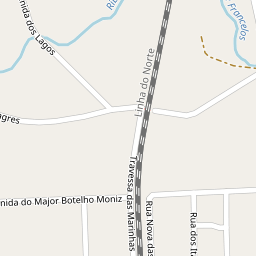 nida dos Lagos
Ri
Francelos
Linha do Norte
gres
Travessa das Marinhas
nida do Major Botelho Moniz
Rua Nova das
Rua dos It